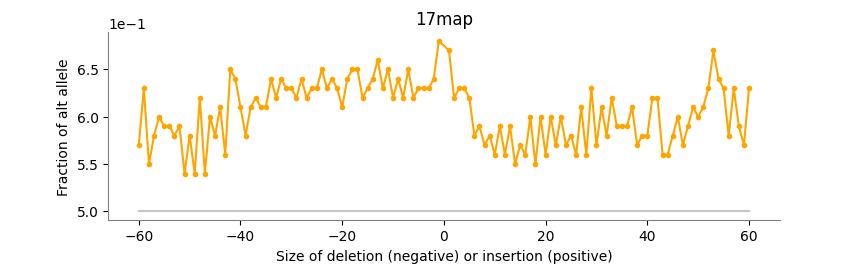 17map
1e−1
Fraction of alt allele
6.5
6.0
5.5
5.0
−60 −40 −20 0 20 40 60
Size of deletion (negative) or insertion (positive)